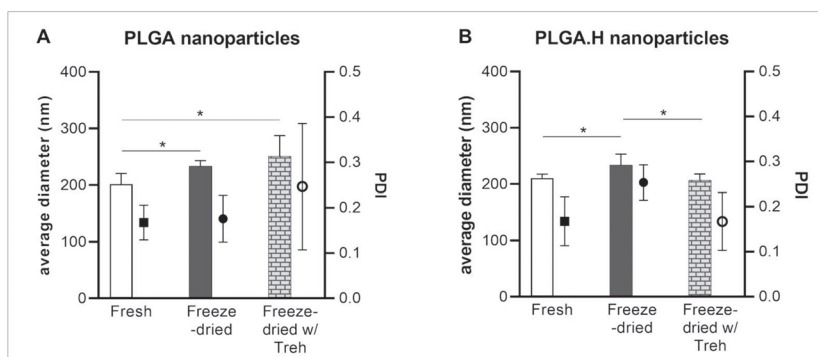 A
PLGA nanoparticles
400
300
200
100
0
average diameter (nm)
0.5
0.4
0.3
0.2
0.1
0.0
PDI
*
*
Fresh
Freeze
-dried
Freeze-
dried w/
Treh
B
PLGA.H nanoparticles
400
300
200
100
0
average diameter (nm)
0.5
0.4
0.3
0.2
0.1
0.0
PDI
*
*
Fresh
Freeze
-dried
Freeze-
dried w/
Treh